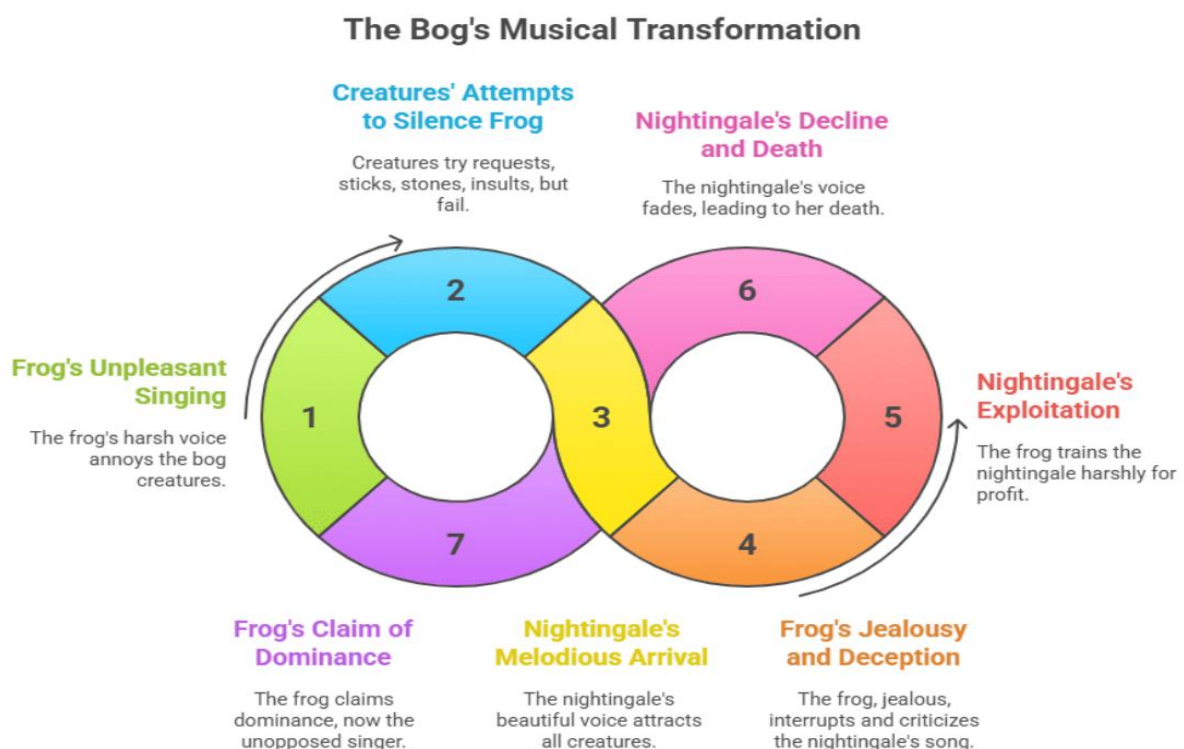 The Bog's Musical Transformation
Creatures' Attempts
to Silence Frog
Creatures try requests,
sticks, stones, insults, but
fail.
Nightingale's Decline
and Death
The nightingale's voice
fades, leading to her death.
2
6
Frog's Unpleasant
Singing
The frog's harsh voice
annoys the bog
creatures.
1
3
5
Nightingale's
Exploitation
The frog trains the
nightingale harshly for
profit.
7
4
Frog's Claim of
Dominance
The frog claims
dominance, now the
unopposed singer.
Nightingale's
Melodious Arrival
The nightingale's
beautiful voice attracts
all creatures.
Frog's Jealousy
and Deception
The frog, jealous,
interrupts and criticizes
the nightingale's song.